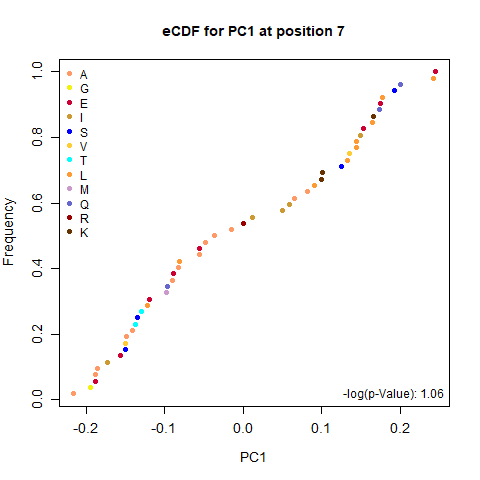 eCDF for PC1 at position 7
Frequency
1.0
0.8
0.6
0.4
0.2
0.0
A
G
E
I
S
V
T
L
M
Q
R
K
-log(p-Value): 1.06
-0.2 -0.1 0.0 0.1 0.2
PC1